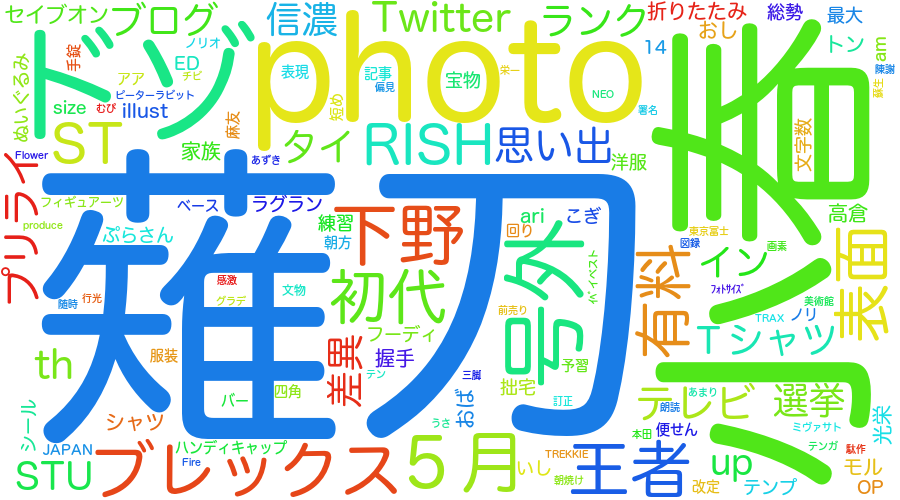 セイブオン
ブログ
信濃
Twitter
ランク
折りたたみ
総勢
最大
手錠
ノリオ
ED
チビ
表現
記事
偏見
宝物
栄一
14
おし
トン
am
陳謝
蘇生
ぬいぐるみ
アア
ピーターラビット
size
むび
illust
麻友
短め
NEO
署名
ドン
ゾ
photo
春
文字数
ST
家族
タイ
RISH
思い出
洋服
Flower
あずき
プリライ
薙刀
フィギュアーツ
ベース
ラグラン
練習
朝方
下野
ari
回り
こぎ
号外
高倉
produce
ぷらさん
東京富士
図録
画素
イン
有料
表面
随時
行光
感激
グラデ
文物
初代
フーディ
握手
差異
フォトサイズ
美術館
TRAX
ノリ
前売り
Tシャツ
th
服装
バー
四角
テン
三脚
おば
予習
拙宅
訂正
シール
シャツ
うさ
テレビ
あまり
朗読
選挙
ミヴァサト
光栄
JAPAN
ハンディキャップ
Fire
STU
ブレックス
5月
いし
TREKKIE
朝焼け
王者
本田
便せん
up
テンガ
駄作
モル
OP
改定
テンプ